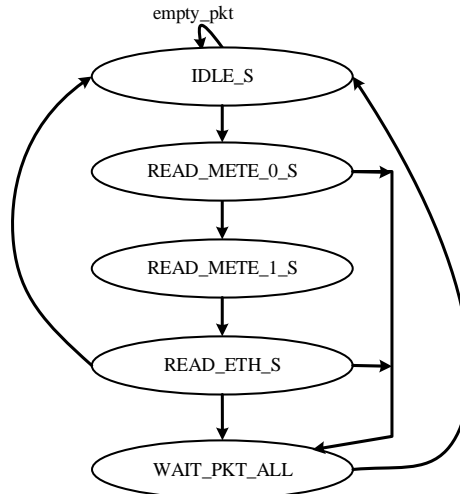 empty_pkt
IDLE_S
READ_METE_0_S
READ_METE_1_S
READ_ETH_S
WAIT_PKT_ALL